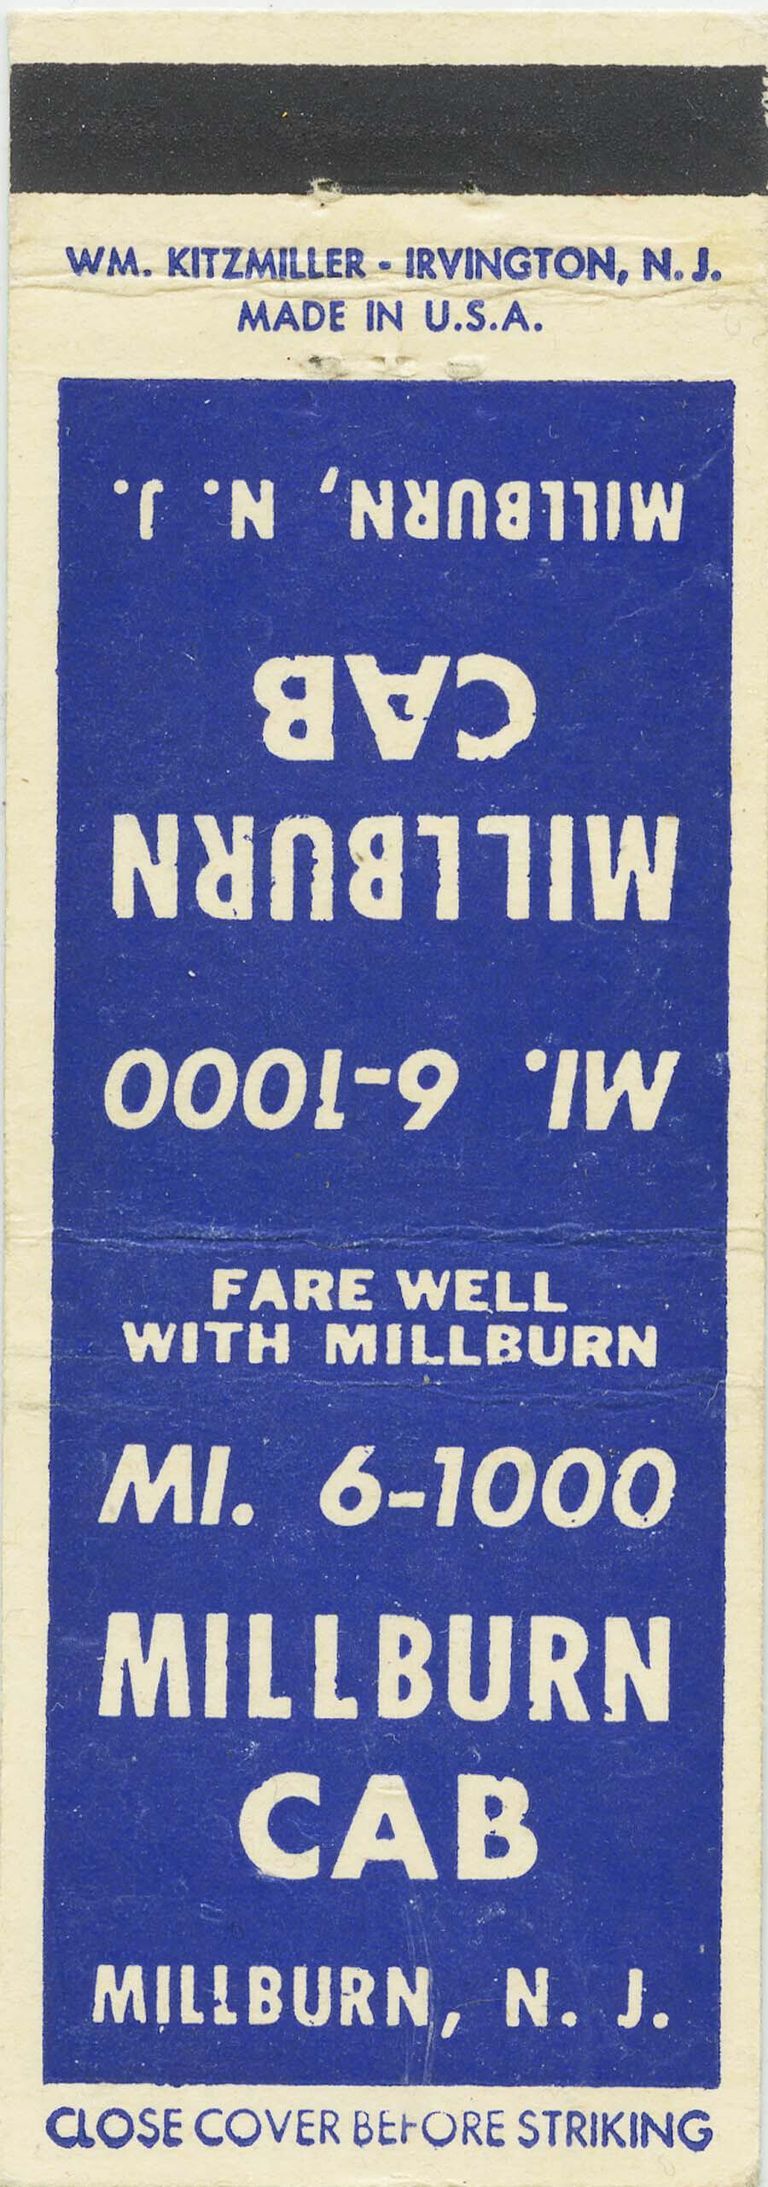 WM. KITZMILLER - IRVINGTON, N. J.
MADE IN U.S.A.
MILLBURN, N. J.
CAB
MILLBURN
MI. 6-1000
FARE WELL
WITH MILLBURN
MI. 6-1000
MILLBURN
CAB
MILLBURN, N. J.
CLOSE COVER BEFORE STRIKING